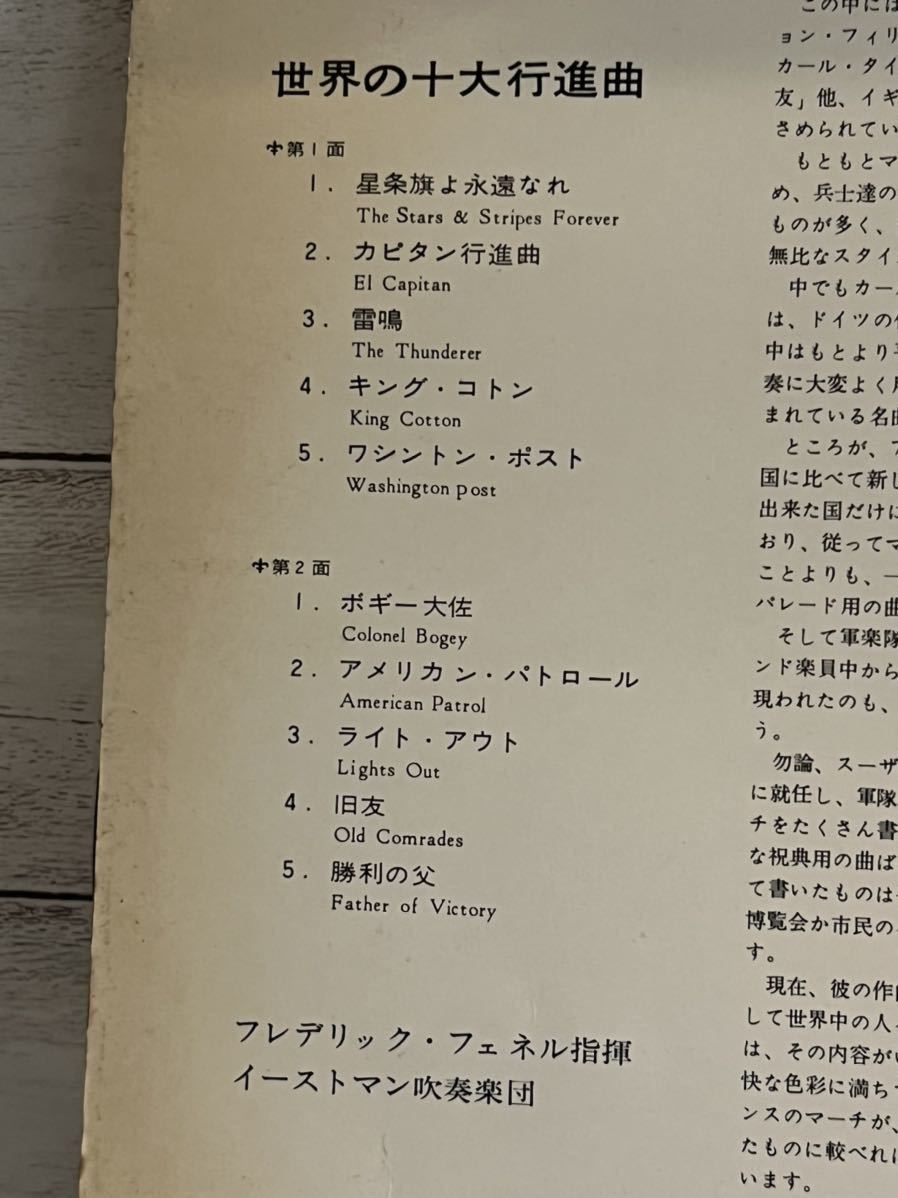 世界の十大行進曲
第1面
1. 星条旗よ永遠なれ
The Stars & Stripes Forever
2. カピタン行進曲
El Capitan
3. 雷鳴
The Thunderer
4. キング・コトン
King Cotton
5. ワシントン・ポスト
Washington post
第2面
1. ボギー大佐
Colonel Bogey
2. アメリカン・パトロール
American Patrol
3. ライト・アウト
Lights Out
4. 旧友
Old Comrades
5. 勝利の父
Father of Victory
フレデリック・フェネル指揮
イーストマン吹奏楽団
この中には
ョン・フィリ
カール・タイ
友」他、イギ
さめられてい
もともとマ
め、兵士達の
ものが多く、
無比なスタイ
中でもカー
は、ドイツの
中はもとより
奏に大変よく
まれている名曲
ところが、
国に比べて新し
出来た国だけに
おり、従ってマ
ことよりも、一
パレード用の曲
そして軍楽隊
ンド楽員中から
現われたのも、
う。
勿論、スーザ
に就任し、軍隊
チをたくさん書
な祝典用の曲ば
て書いたものは
博覧会か市民の
す。
現在、彼の作曲
して世界中の人
は、その内容が
快な色彩に満ち
ンスのマーチが、
たものに較べれば
います。